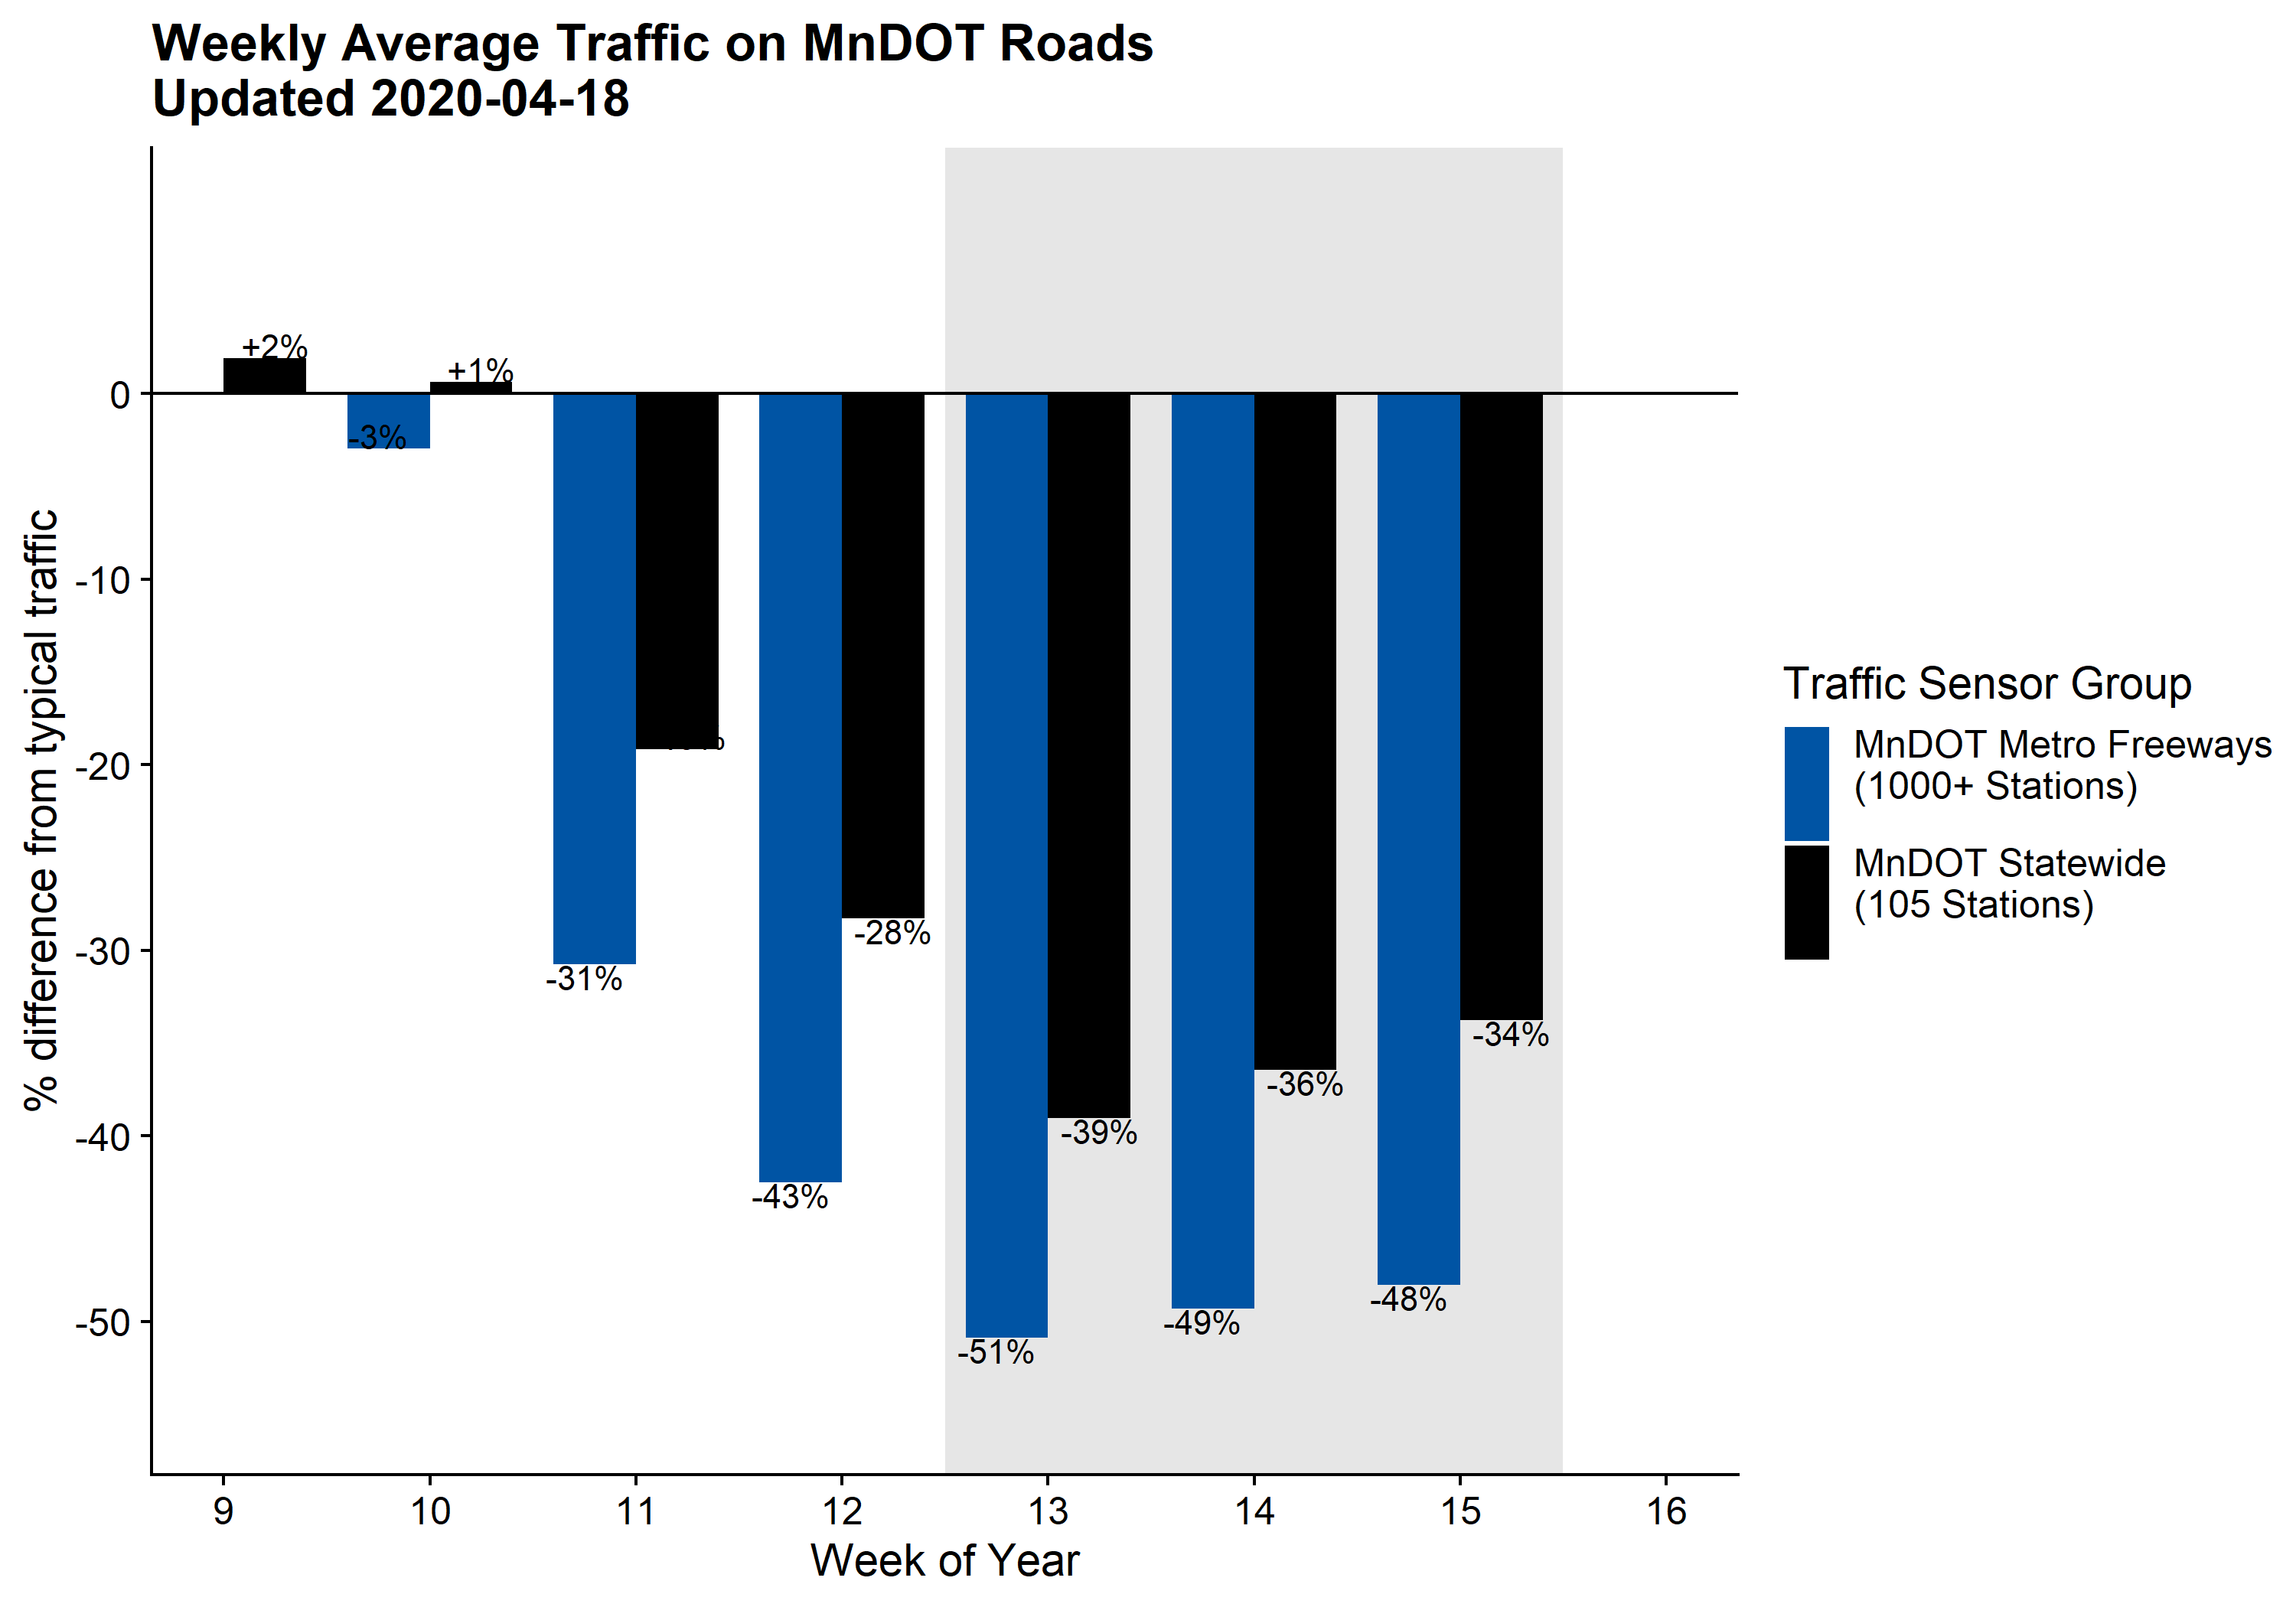 Weekly Average Traffic on MnDOT Roads
Updated 2020-04-18
% difference from typical traffic
0
-10
-20
-30
-40
-50
+2%
-3%
+1%
-31%
-43%
-28%
-51%
-39%
-49%
-36%
-48%
-34%
9
10
11
12
13
14
15
16
Week of Year
Traffic Sensor Group
MnDOT Metro Freeways
(1000+ Stations)
MnDOT Statewide
(105 Stations)